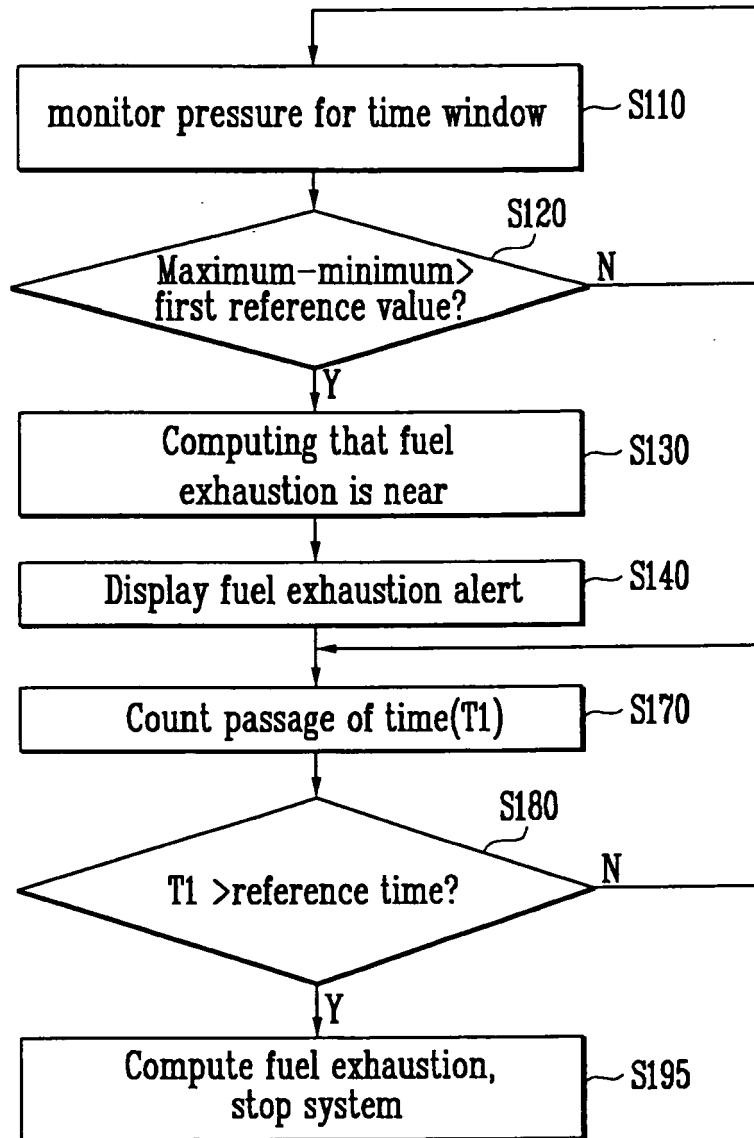 monitor pressure for time window
S110
S120
Maximum-minimum>
first reference value?
N
Y
Computing that fuel
exhaustion is near
S130
Display fuel exhaustion alert
S140
Count passage of time(T1)
S170
S180
T1 >reference time?
N
Y
Compute fuel exhaustion,
stop system
S195